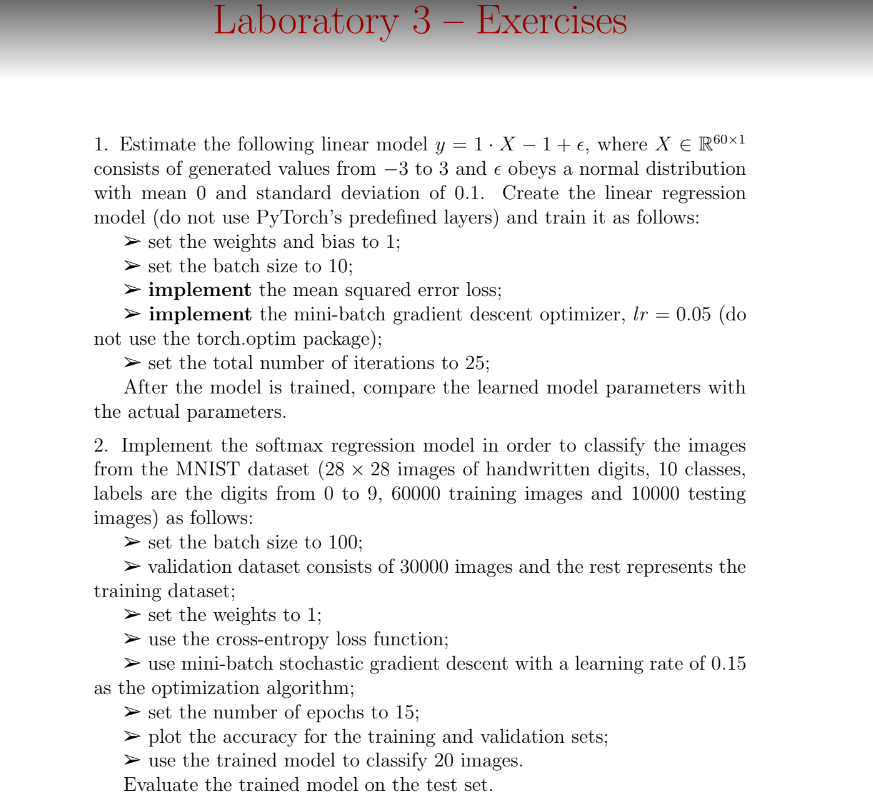 Laboratory 3 – Exercises
1. Estimate the following linear model y = 1 · X − 1 + ϵ, where X ∈ ℝ^{60×1}
consists of generated values from −3 to 3 and ϵ obeys a normal distribution
with mean 0 and standard deviation of 0.1. Create the linear regression
model (do not use PyTorch's predefined layers) and train it as follows:
➢ set the weights and bias to 1;
➢ set the batch size to 10;
➢ implement the mean squared error loss;
➢ implement the mini-batch gradient descent optimizer, lr = 0.05 (do
not use the torch.optim package);
➢ set the total number of iterations to 25;
After the model is trained, compare the learned model parameters with
the actual parameters.
2. Implement the softmax regression model in order to classify the images
from the MNIST dataset (28 × 28 images of handwritten digits, 10 classes,
labels are the digits from 0 to 9, 60000 training images and 10000 testing
images) as follows:
➢ set the batch size to 100;
➢ validation dataset consists of 30000 images and the rest represents the
training dataset;
➢ set the weights to 1;
➢ use the cross-entropy loss function;
➢ use mini-batch stochastic gradient descent with a learning rate of 0.15
as the optimization algorithm;
➢ set the number of epochs to 15;
➢ plot the accuracy for the training and validation sets;
➢ use the trained model to classify 20 images.
Evaluate the trained model on the test set.